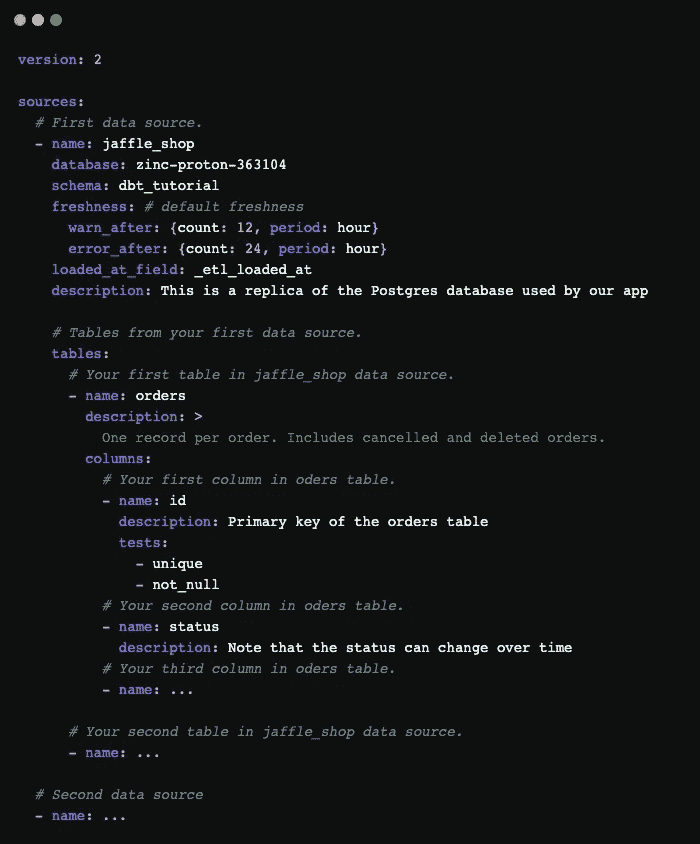 version: 2
sources:
# First data source.
- name: jaffle_shop
database: zinc-proton-363104
schema: dbt_tutorial
freshness: # default freshness
warn_after: {count: 12, period: hour}
error_after: {count: 24, period: hour}
loaded_at_field: _etl_loaded_at
description: This is a replica of the Postgres database used by our app
# Tables from your first data source.
tables:
# Your first table in jaffle_shop data source.
- name: orders
description: >
One record per order. Includes cancelled and deleted orders.
columns:
# Your first column in oders table.
- name: id
description: Primary key of the orders table
tests:
- unique
- not_null
# Your second column in oders table.
- name: status
description: Note that the status can change over time
# Your third column in oders table.
- name: ...
# Your second table in jaffle_shop data source.
- name: ...
# Second data source
- name: ...